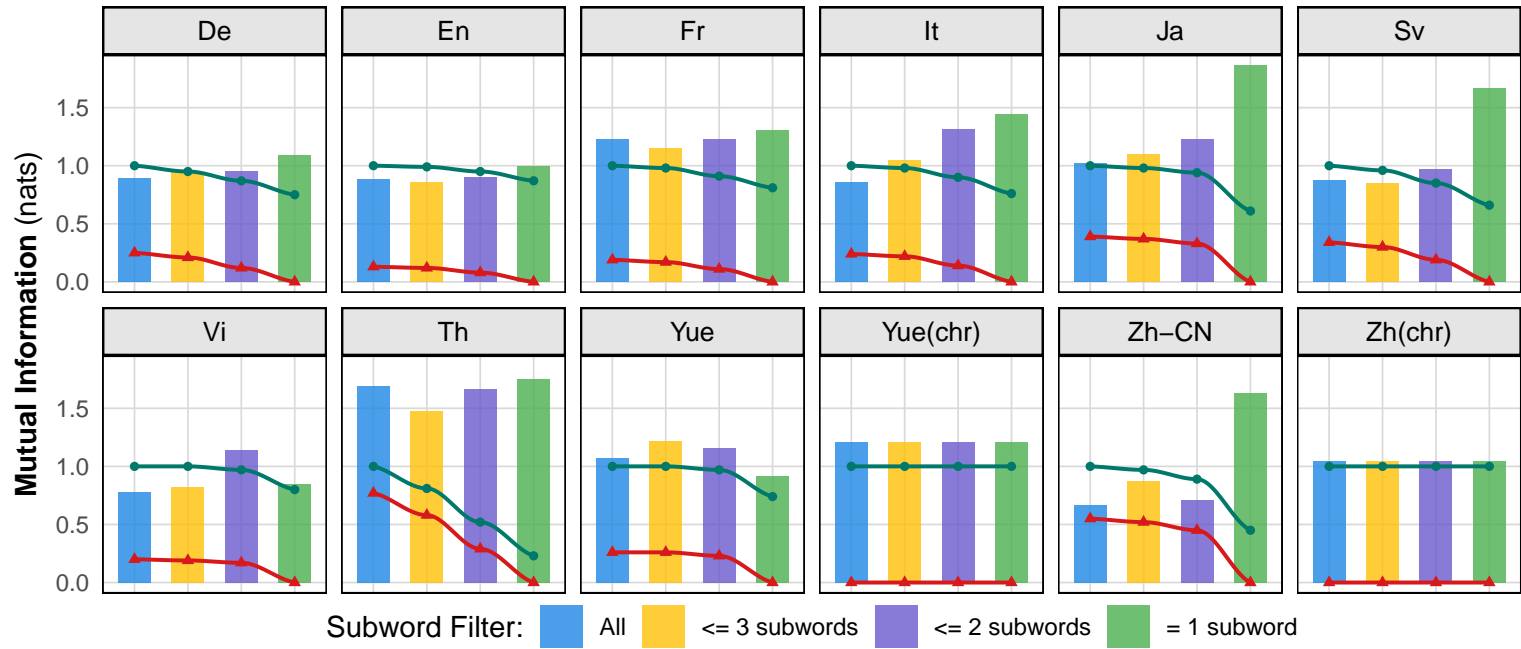 De En Fr It Ja Sv
1.5
1.0
0.5
0.0
Mutual Information (nats)
Vi Th Yue Yue(chr) Zh−CN Zh(chr)
1.5
1.0
0.5
0.0
Subword Filter: All <= 3 subwords <= 2 subwords = 1 subword